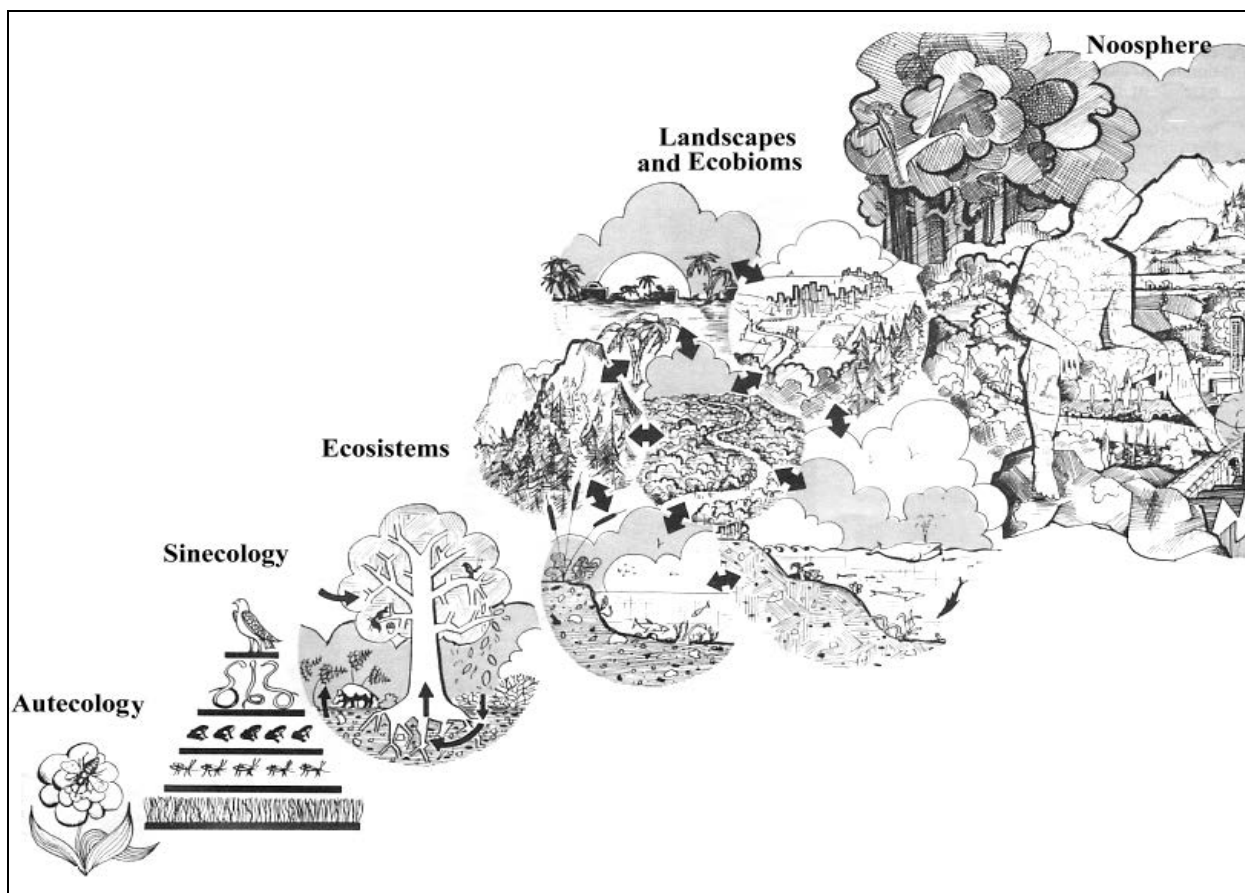 Noosphere
Landscapes
and Ecobioms
Ecosistems
Sinecology
Autecology